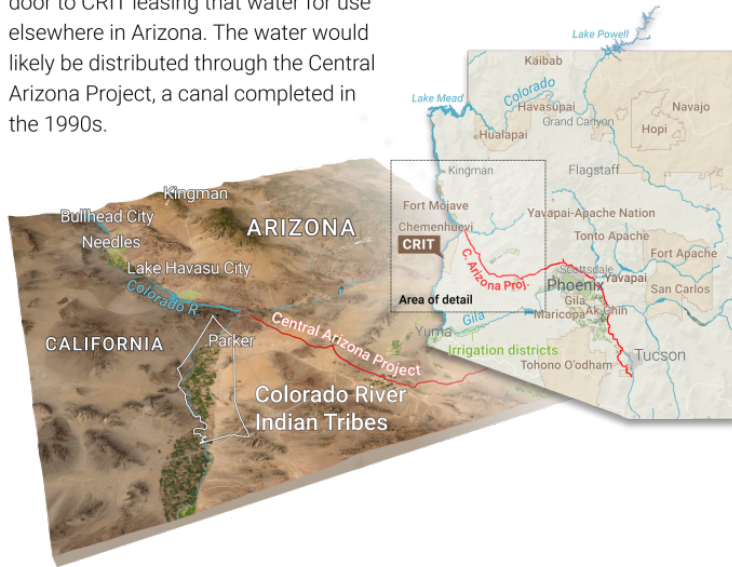 door to CRIT leasing that water for use
elsewhere in Arizona. The water would
likely be distributed through the Central
Arizona Project, a canal completed in
the 1990s.
Lake Powell
Kaibab
Lake Mead
Colorado
Havasupai
Navajo
Grand Canyon
Hopi
Hualapai
Kingman
Flagstaff
Fort Mojave
Yavapai-Apache Nation
Chemenhuevi
Tonto Apache
CRIT
Fort Apache
C. Arizona Proj.
Scottsdale
Yavapai
Phoenix
San Carlos
Area of detail
Gila
Gila
Maricopa
Ak Chin
Yuma
Irrigation districts
Tucson
Tohono O'odham
Kingman
Bullhead City
ARIZONA
Needles
Lake Havasu City
Colorado R.
Central Arizona Project
CALIFORNIA
Parker
Colorado River
Indian Tribes